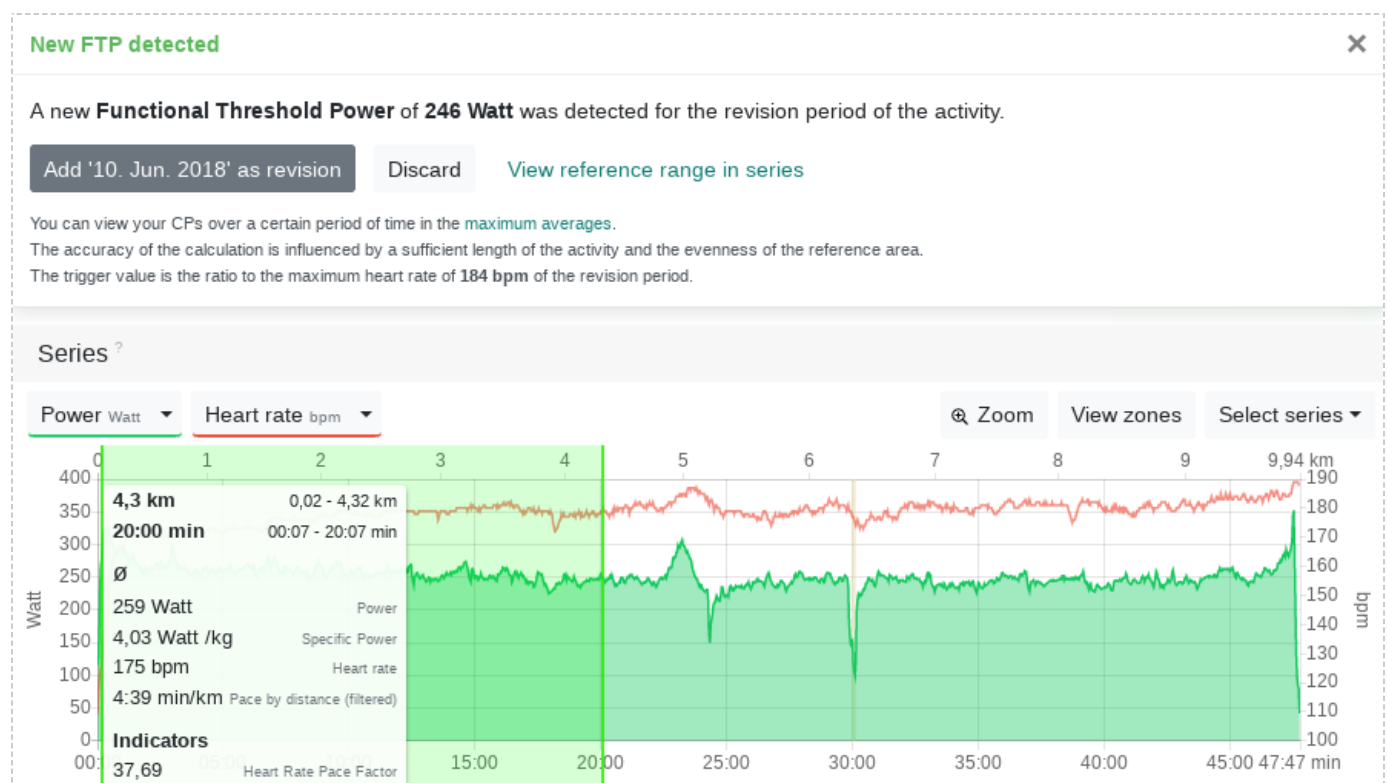 New FTP detected ×
A new Functional Threshold Power of 246 Watt was detected for the revision period of the activity.
Add '10. Jun. 2018' as revision Discard View reference range in series
You can view your CPs over a certain period of time in the maximum averages.
The accuracy of the calculation is influenced by a sufficient length of the activity and the evenness of the reference area.
The trigger value is the ratio to the maximum heart rate of 184 bpm of the revision period.
Series ?
Power Watt Heart rate bpm Zoom View zones Select series
0 1 2 3 4 5 6 7 8 9 9,94 km
400 350 300 250 200 150 100 50 0
Watt
4,3 km 0,02 - 4,32 km
20:00 min 00:07 - 20:07 min
Ø
259 Watt Power
4,03 Watt /kg Specific Power
175 bpm Heart rate
4:39 min/km Pace by distance (filtered)
Indicators
37,69 Heart Rate Pace Factor
190 180 170 160 150 140 130 120 110 100
bpm
00: 05:00 10:00 15:00 20:00 25:00 30:00 35:00 40:00 45:00 47:47 min